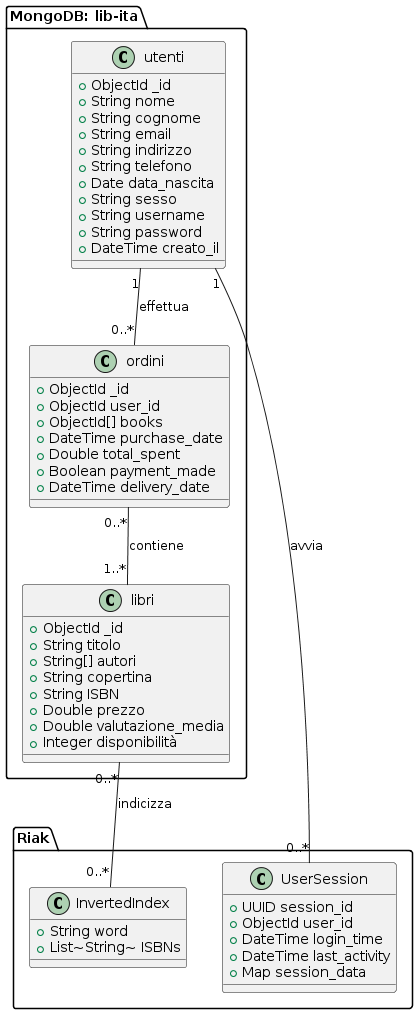 MongoDB: lib-ita
C utenti
ObjectId _id
String nome
String cognome
String email
String indirizzo
String telefono
Date data_nascita
String sesso
String username
String password
DateTime creato_il
1
1
effettua
0..*
C ordini
ObjectId _id
ObjectId user_id
ObjectId[] books
DateTime purchase_date
Double total_spent
Boolean payment_made
DateTime delivery_date
0..*
contiene
avvia
1..*
C libri
ObjectId _id
String titolo
String[] autori
String copertina
String ISBN
Double prezzo
Double valutazione_media
Integer disponibilità
0..*
indicizza
Riak
0..*
0..*
C InvertedIndex
String word
List~String~ ISBNs
C UserSession
UUID session_id
ObjectId user_id
DateTime login_time
DateTime last_activity
Map session_data